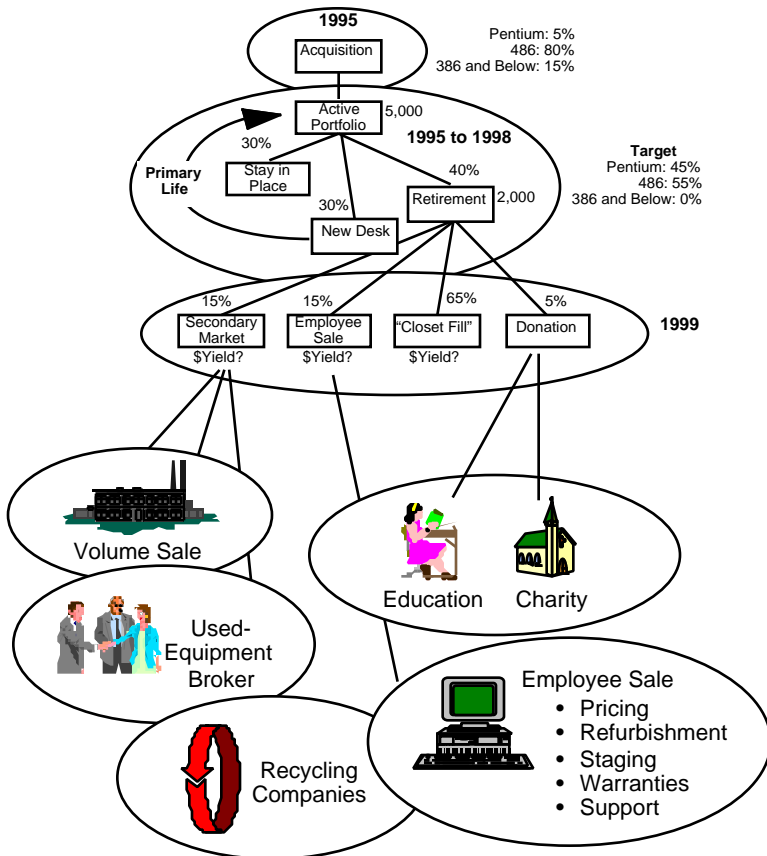 1995
Acquisition
Pentium: 5%
486: 80%
386 and Below: 15%
Active
Portfolio
5,000
1995 to 1998
30%
Stay in
Place
Primary
Life
40%
Retirement
2,000
30%
New Desk
Target
Pentium: 45%
486: 55%
386 and Below: 0%
15%
Secondary
Market
$Yield?
15%
Employee
Sale
$Yield?
65%
“Closet Fill”
$Yield?
5%
Donation
1999
Volume Sale
Education
Charity
Used-
Equipment
Broker
Employee Sale
• Pricing
• Refurbishment
• Staging
• Warranties
• Support
Recycling
Companies